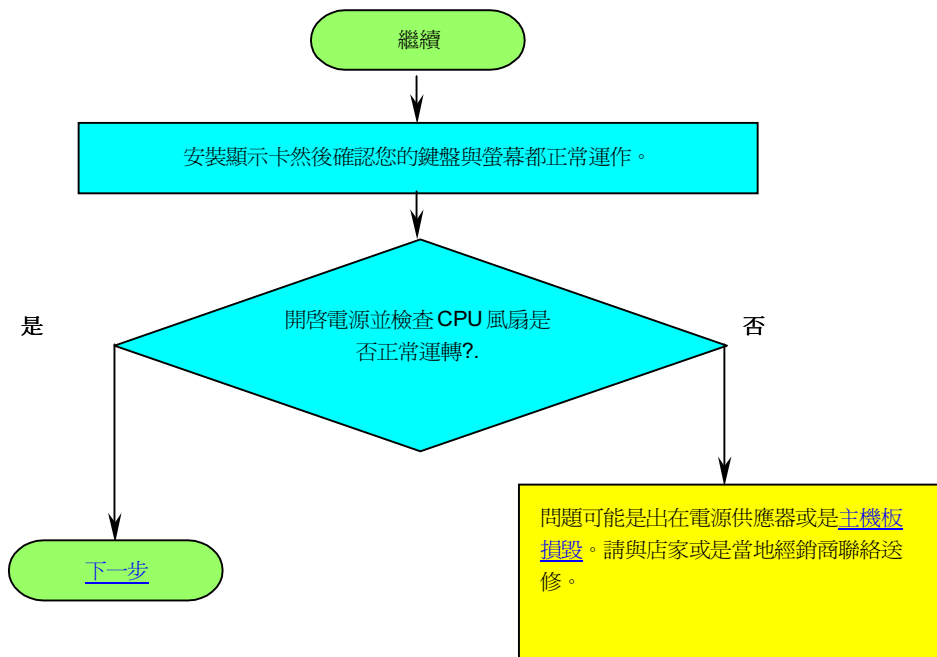 繼續
安裝顯示卡然後確認您的鍵盤與螢幕都正常運作。
開啓電源並檢查 CPU 風扇是
否正常運轉?.
是
否
問題可能是出在電源供應器或是主機板
損毀。請與店家或是當地經銷商聯絡送
修。
下一步